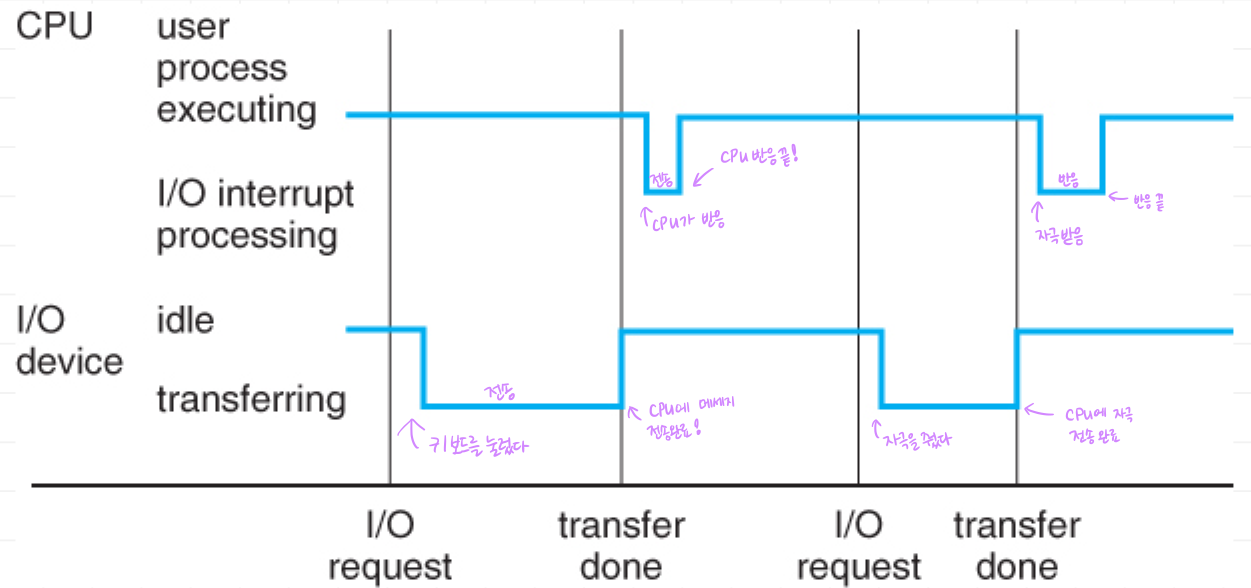 CPU
user
process
executing
I/O interrupt
processing
전송
CPU 반응끝!
CPU가 반응
반응
반응 끝
자극반응
I/O
device
idle
transferring
전송
키보드를 눌렀다
CPU에 메세지
전송완료!
자극을 줬다
CPU에 자극
전송 완료
I/O
request
transfer
done
I/O
request
transfer
done